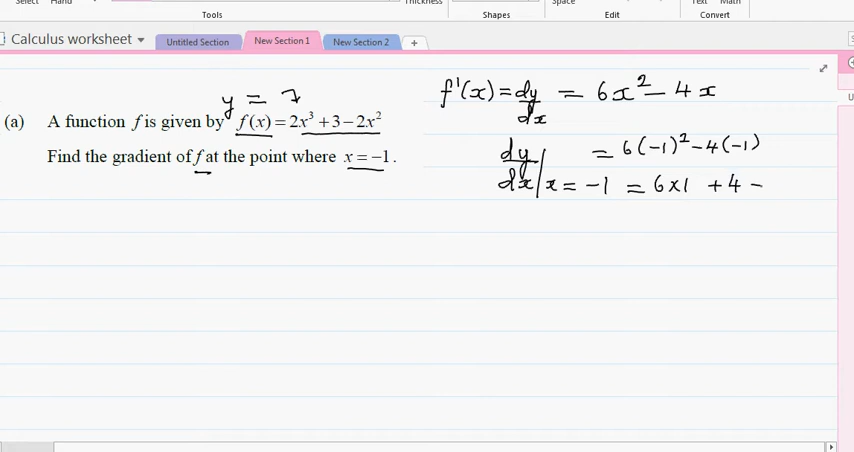 Select Hand Thickness Space Text Math
Tools Shapes Edit Convert
Calculus worksheet Untitled Section New Section 1 New Section 2 +
y = 7
(a) A function f is given by f(x) = 2x³ + 3 − 2x²
Find the gradient of f at the point where x = −1.
f'(x) = dy/dx = 6x² − 4x
dy/dx | x = −1 = 6(−1)² − 4(−1)
= 6×1 + 4 −